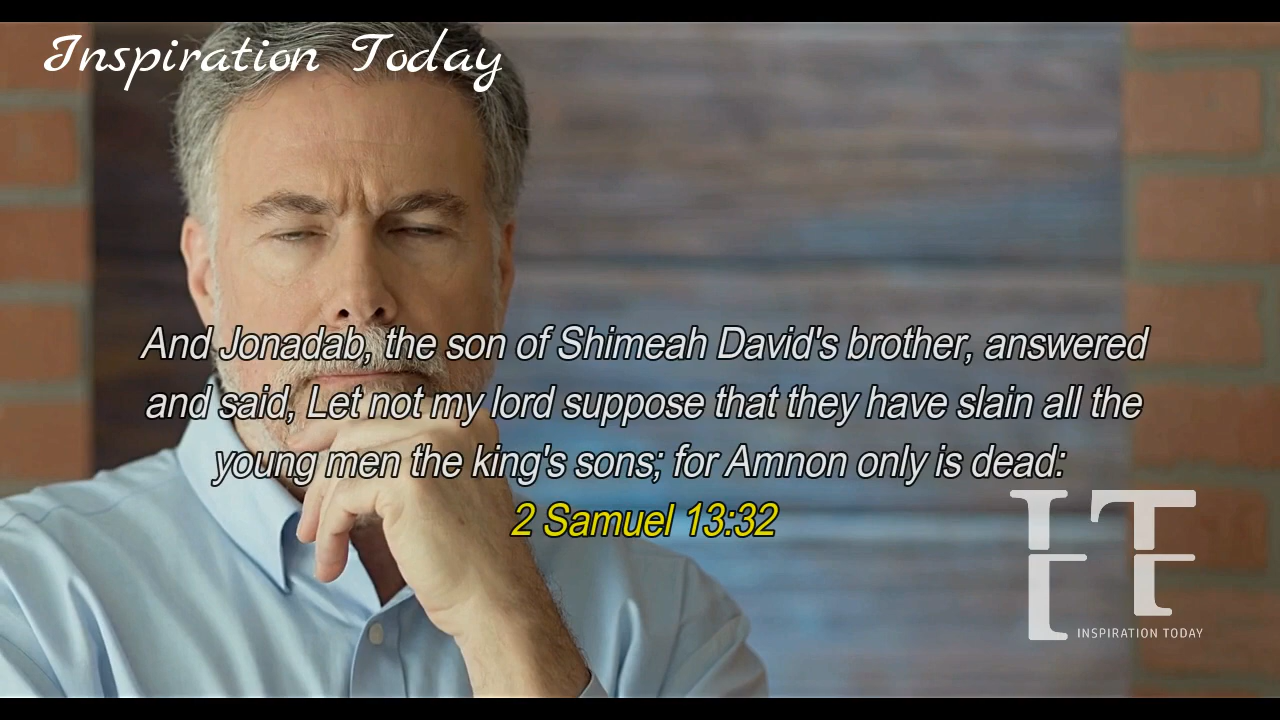 Inspiration Today
And Jonadab, the son of Shimeah David's brother, answered
and said, Let not my lord suppose that they have slain all the
young men the king's sons; for Amnon only is dead:
2 Samuel 13:32
IT
INSPIRATION TODAY